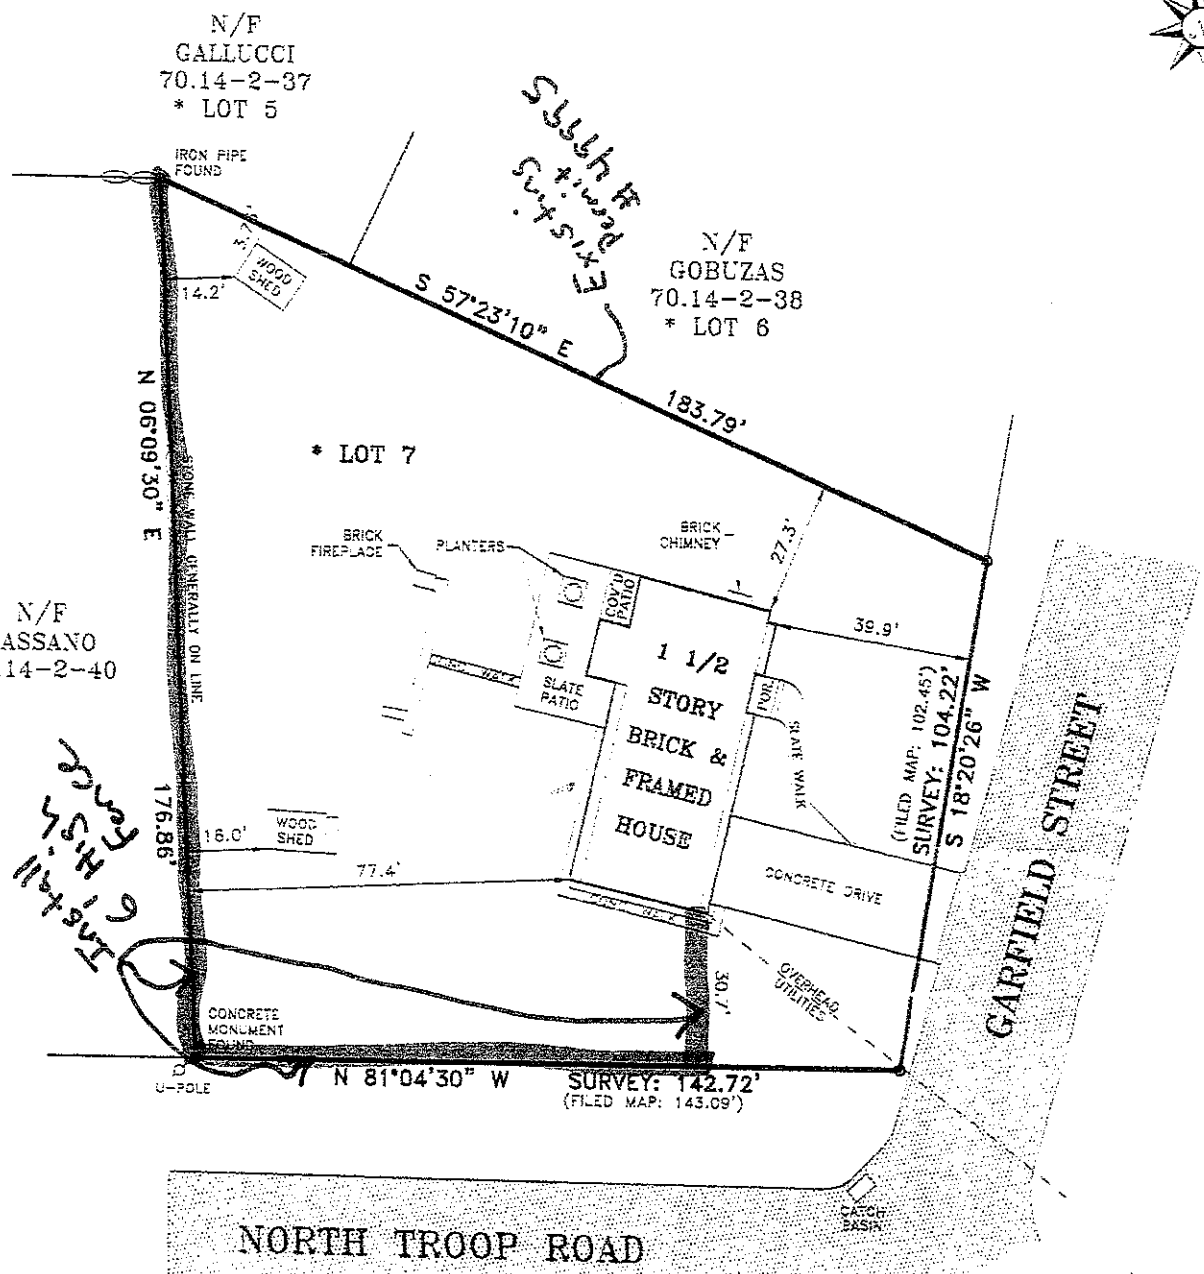 N/F
GALLUCCI
70.14-2-37
* LOT 5
IRON PIPE
FOUND
Existing
permit
N/F
GOBUZAS
70.14-2-38
* LOT 6
WOOD
SHED
14.2'
S 57°23'10" E
183.79'
N 06°09'30" E
176.86'
STONE WALL GENERALLY ON LINE
* LOT 7
BRICK
FIREPLACE
PLANTERS
BRICK
CHIMNEY
27.3'
COV'D
PATIO
39.9'
N/F
ASSANO
14-2-40
CONC. WALK
SLATE
PATIO
1 1/2
STORY
BRICK &
FRAMED
HOUSE
POR.
SLATE WALK
(FILED MAP: 102.45')
SURVEY: 104.22'
S 18°20'26" W
GARFIELD STREET
Install
6' High
Fence
16.0'
WOOD
SHED
77.4'
CONCRETE DRIVE
CONC. WALK
30.7'
OVERHEAD
UTILITIES
CONCRETE
MONUMENT
FOUND
U-POLE
N 81°04'30" W
SURVEY: 142.72'
(FILED MAP: 143.09')
CATCH
BASIN
NORTH TROOP ROAD